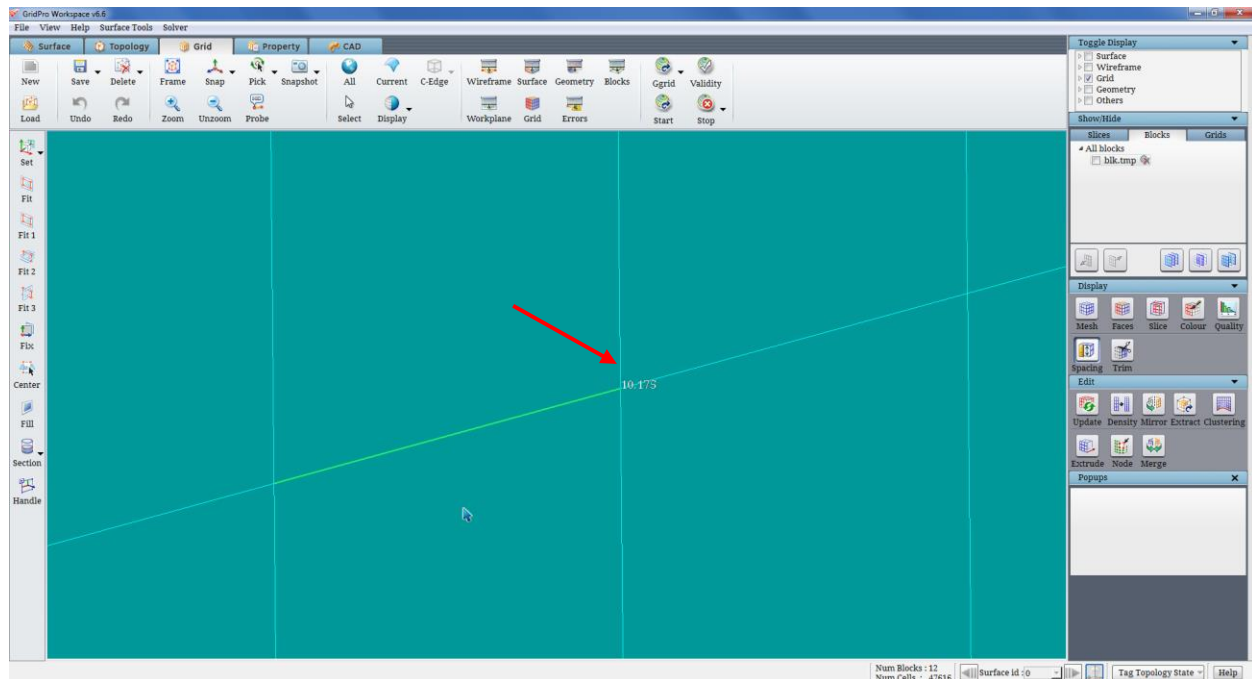 GridPro Workspace v6.6
File View Help Surface Tools Solver
Surface Topology Grid Property CAD
New Save Delete Frame Snap Pick Snapshot All Current C-Edge Wireframe Surface Geometry Blocks Ggrid Validity
Load Undo Redo Zoom Unzoom Probe Select Display Workplane Grid Errors Start Stop
Set
Fit
Fit 1
Fit 2
Fit 3
Fix
Center
Fill
Section
Handle
10.175
Toggle Display
Surface
Wireframe
Grid
Geometry
Others
Show/Hide
Slices Blocks Grids
All blocks
blk.tmp
Display
Mesh Faces Slice Colour Quality
Spacing Trim
Edit
Update Density Mirror Extract Clustering
Extrude Node Merge
Popups
Num Blocks : 12
Num Cells : 47616
Surface id : 0
Tag Topology State
Help